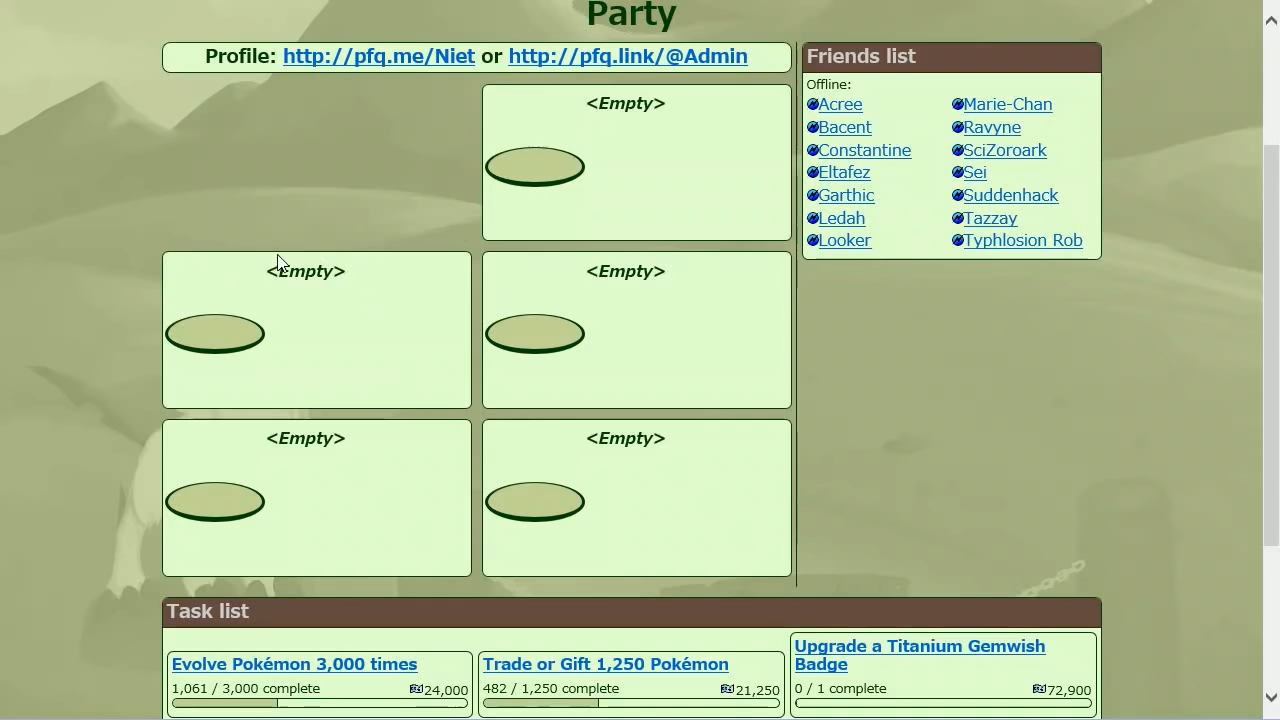 Party
Profile: http://pfq.me/Niet or http://pfq.link/@Admin
<Empty>
<Empty>
<Empty>
<Empty>
<Empty>
Friends list
Offline:
Acree
Marie-Chan
Bacent
Ravyne
Constantine
SciZoroark
Eltafez
Sei
Garthic
Suddenhack
Ledah
Tazzay
Looker
Typhlosion Rob
Task list
Evolve Pokémon 3,000 times
1,061 / 3,000 complete
24,000
Trade or Gift 1,250 Pokémon
482 / 1,250 complete
21,250
Upgrade a Titanium Gemwish
Badge
0 / 1 complete
72,900